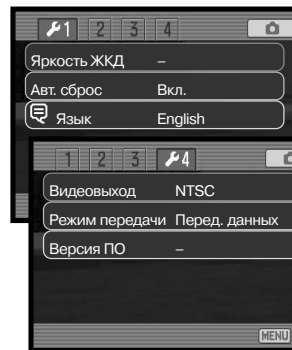 1 2 3 4
Яркость ЖКД –
Авт. сброс Вкл.
Язык English
1 2 3 4
Видеовыход NTSC
Режим передачи Перед. данных
Версия ПО –
MENU